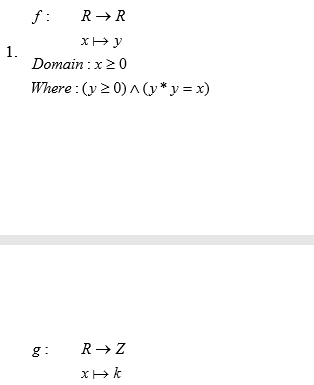 f : R → R
x ↦ y
1.
Domain : x ≥ 0
Where : (y ≥ 0) ∧ (y * y = x)
g : R → Z
x ↦ k